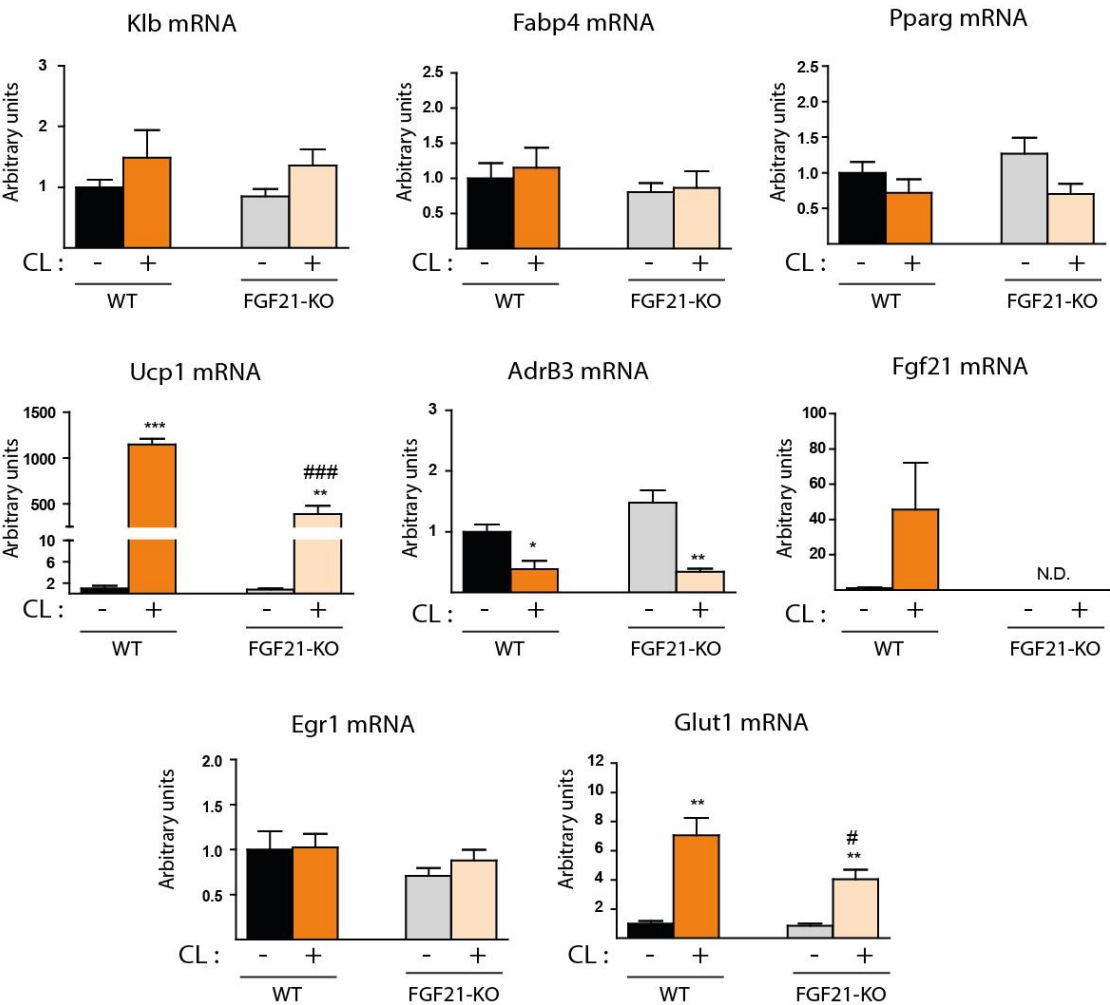 Klb mRNA
Arbitrary units
3
2
1
CL : - + - +
WT FGF21-KO
Fabp4 mRNA
Arbitrary units
2.5
2.0
1.5
1.0
0.5
- + - +
WT FGF21-KO
Pparg mRNA
Arbitrary units
2.5
2.0
1.5
1.0
0.5
CL : - + - +
WT FGF21-KO
Ucp1 mRNA
Arbitrary units
1500
1000
500
10
6
2
***
###
**
CL : - + - +
WT FGF21-KO
AdrB3 mRNA
Arbitrary units
3
2
1
*
**
CL : - + - +
WT FGF21-KO
Fgf21 mRNA
Arbitrary units
100
80
60
40
20
N.D.
CL : - + - +
WT FGF21-KO
Egr1 mRNA
Arbitrary units
2.0
1.5
1.0
0.5
CL : - + - +
WT FGF21-KO
Glut1 mRNA
Arbitrary units
12
10
8
6
4
2
**
#
**
CL : - + - +
WT FGF21-KO